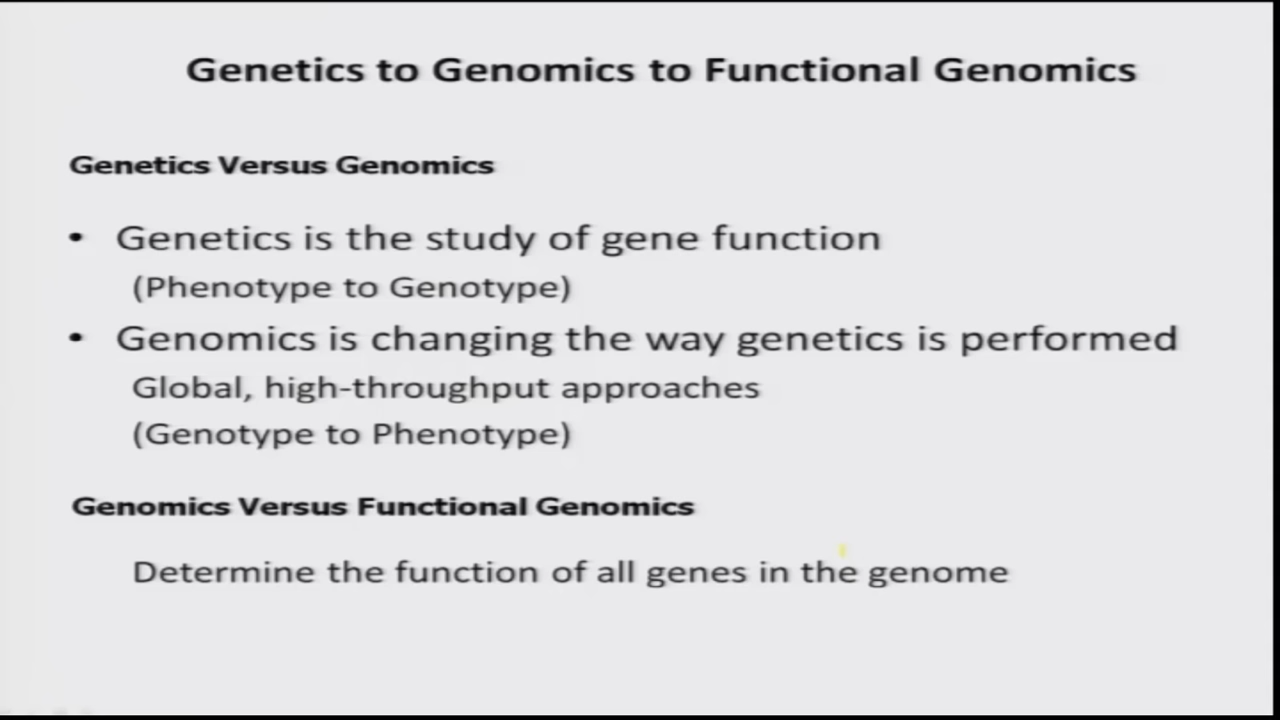 Genetics to Genomics to Functional Genomics
Genetics Versus Genomics
• Genetics is the study of gene function
(Phenotype to Genotype)
• Genomics is changing the way genetics is performed
Global, high-throughput approaches
(Genotype to Phenotype)
Genomics Versus Functional Genomics
Determine the function of all genes in the genome